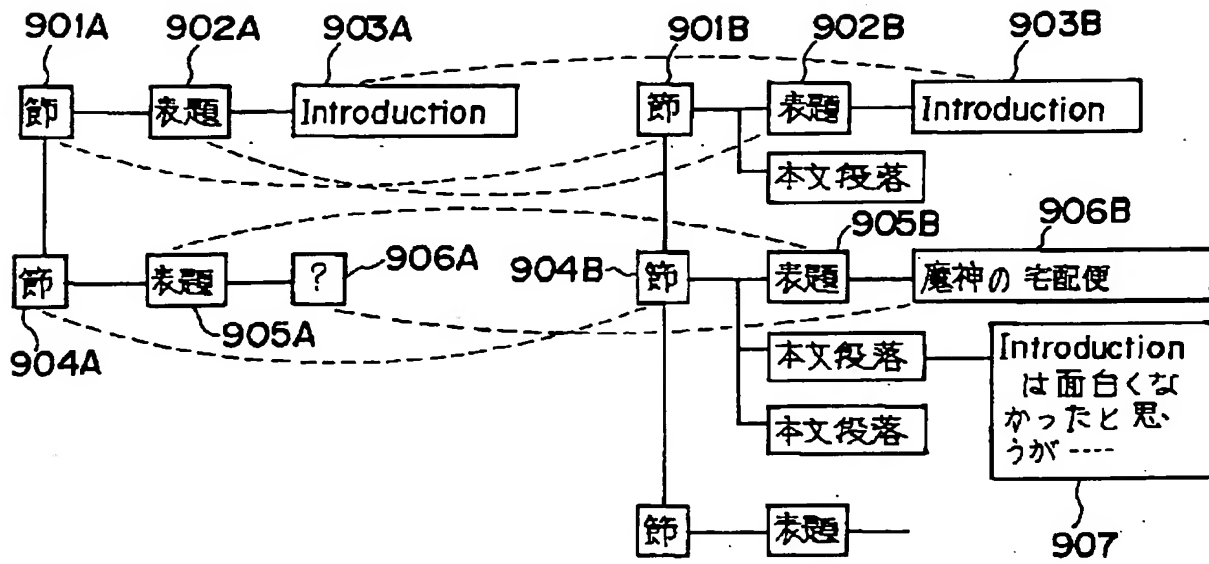 901A 902A 903A 901B 902B 903B
節 表題 Introduction 節 表題 Introduction
本文段落
905B 906B
節 表題 ? 906A 904B 節 表題 魔神の宅配便
904A 905A
本文段落 Introduction
は面白くな
かったと思
うが----
本文段落
節 表題
907